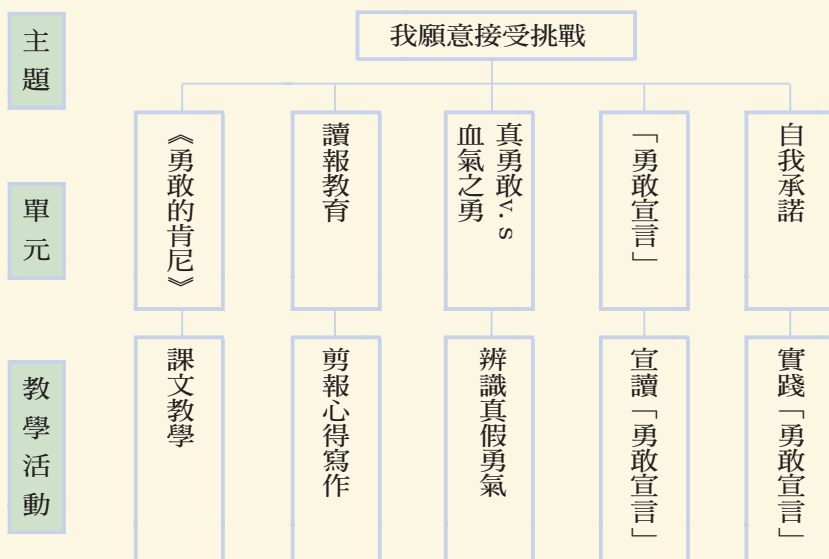 主題
我願意接受挑戰
單元
《勇敢的肯尼》
讀報教育
真勇敢v.s
血氣之勇
「勇敢宣言」
自我承諾
教學活動
課文教學
剪報心得寫作
辨識真假勇氣
宣讀「勇敢宣言」
實踐「勇敢宣言」